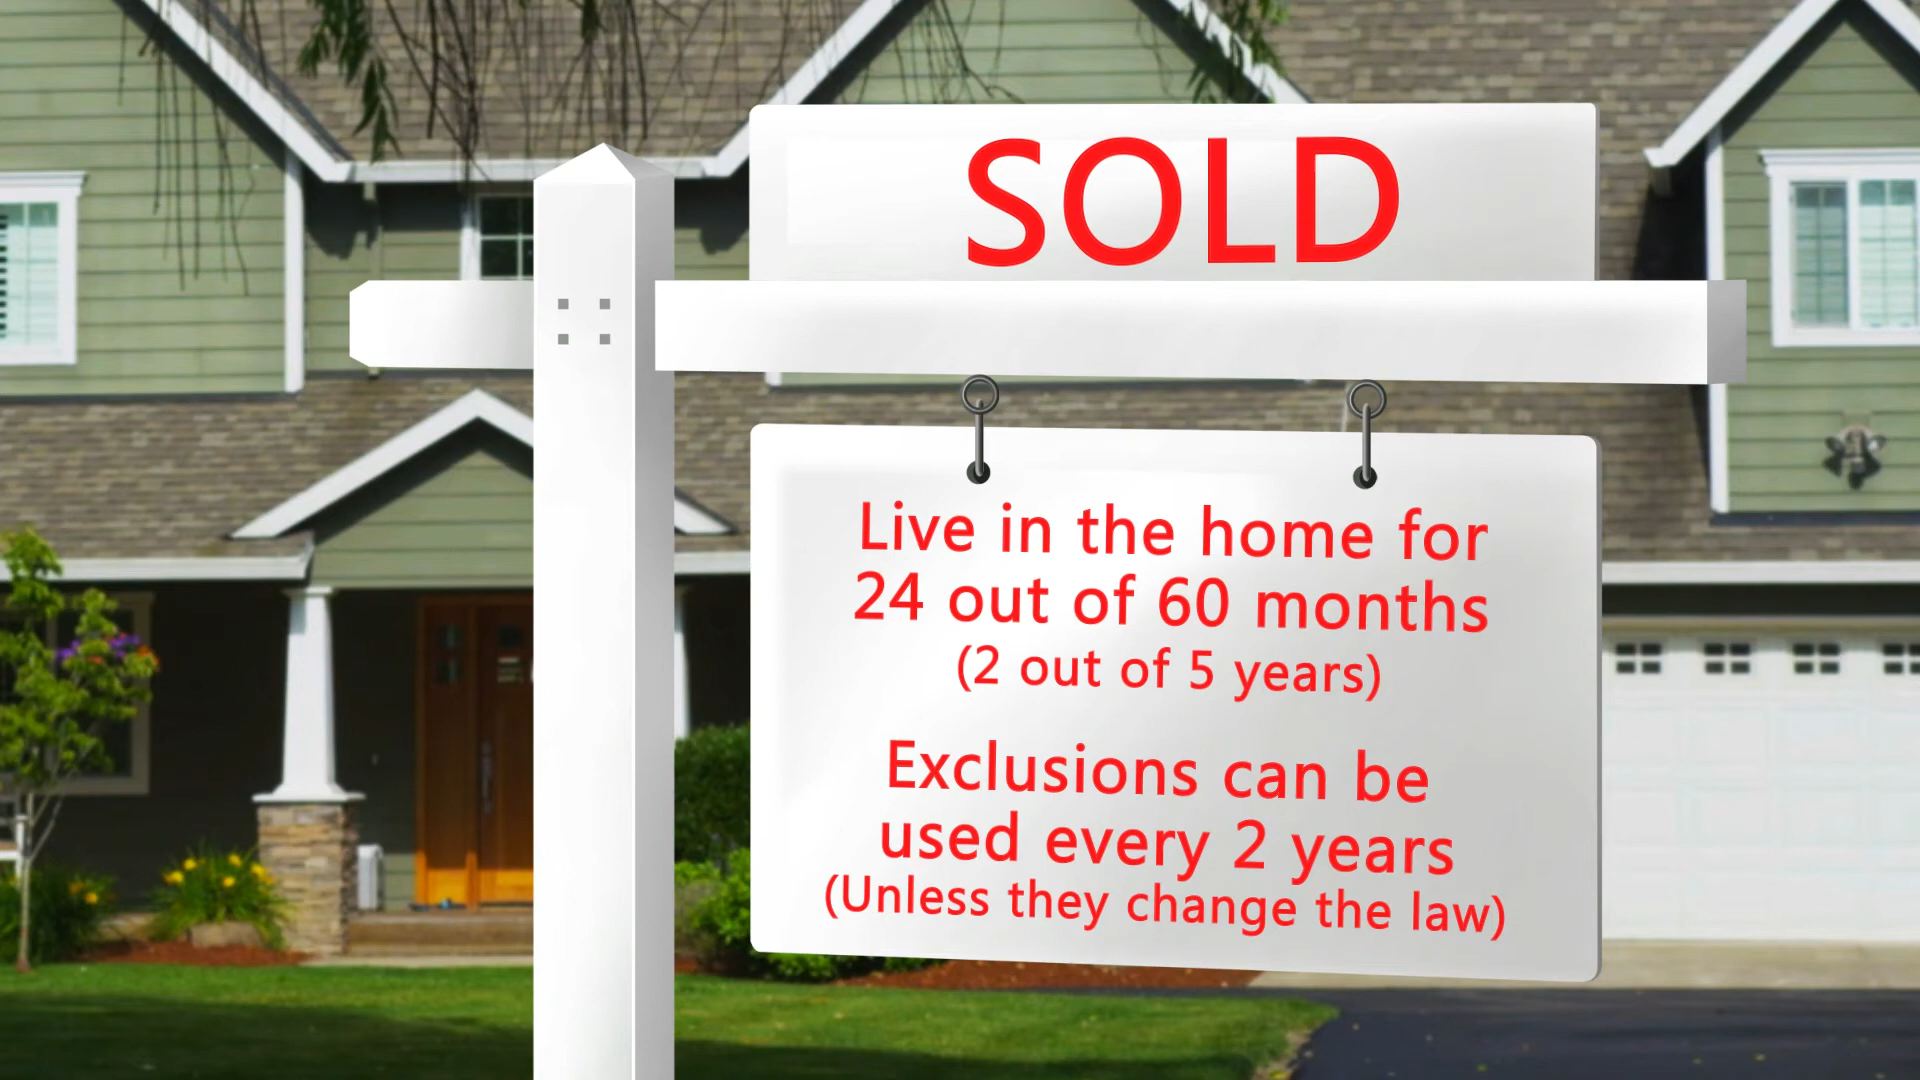 SOLD
Live in the home for
24 out of 60 months
(2 out of 5 years)
Exclusions can be
used every 2 years
(Unless they change the law)